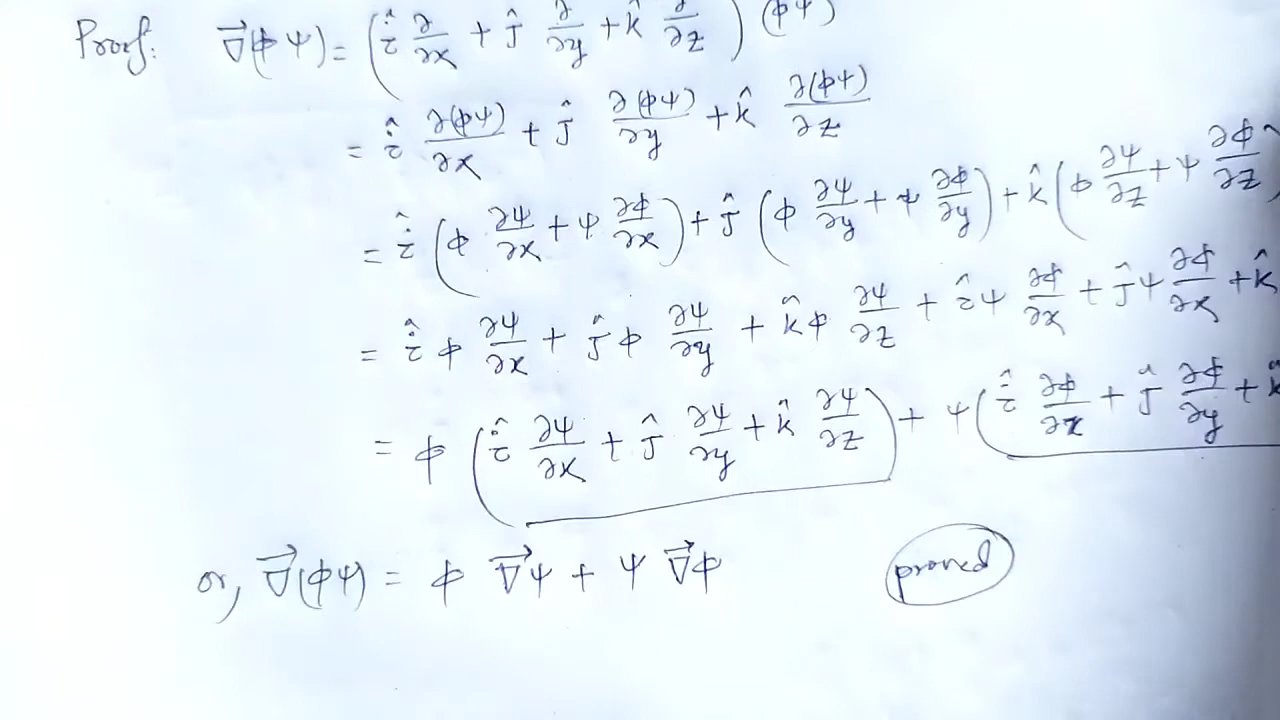 Proof: ∇⃗(φψ) = (î ∂/∂x + ĵ ∂/∂y + k̂ ∂/∂z) (φψ)
= î ∂(φψ)/∂x + ĵ ∂(φψ)/∂y + k̂ ∂(φψ)/∂z
= î (φ ∂ψ/∂x + ψ ∂φ/∂x) + ĵ (φ ∂ψ/∂y + ψ ∂φ/∂y) + k̂ (φ ∂ψ/∂z + ψ ∂φ/∂z)
= î φ ∂ψ/∂x + ĵ φ ∂ψ/∂y + k̂ φ ∂ψ/∂z + î ψ ∂φ/∂x + ĵ ψ ∂φ/∂x + k̂
= φ (î ∂ψ/∂x + ĵ ∂ψ/∂y + k̂ ∂ψ/∂z) + ψ (î ∂φ/∂x + ĵ ∂φ/∂y + k̂
or, ∇⃗(φψ) = φ ∇⃗ψ + ψ ∇⃗φ proved